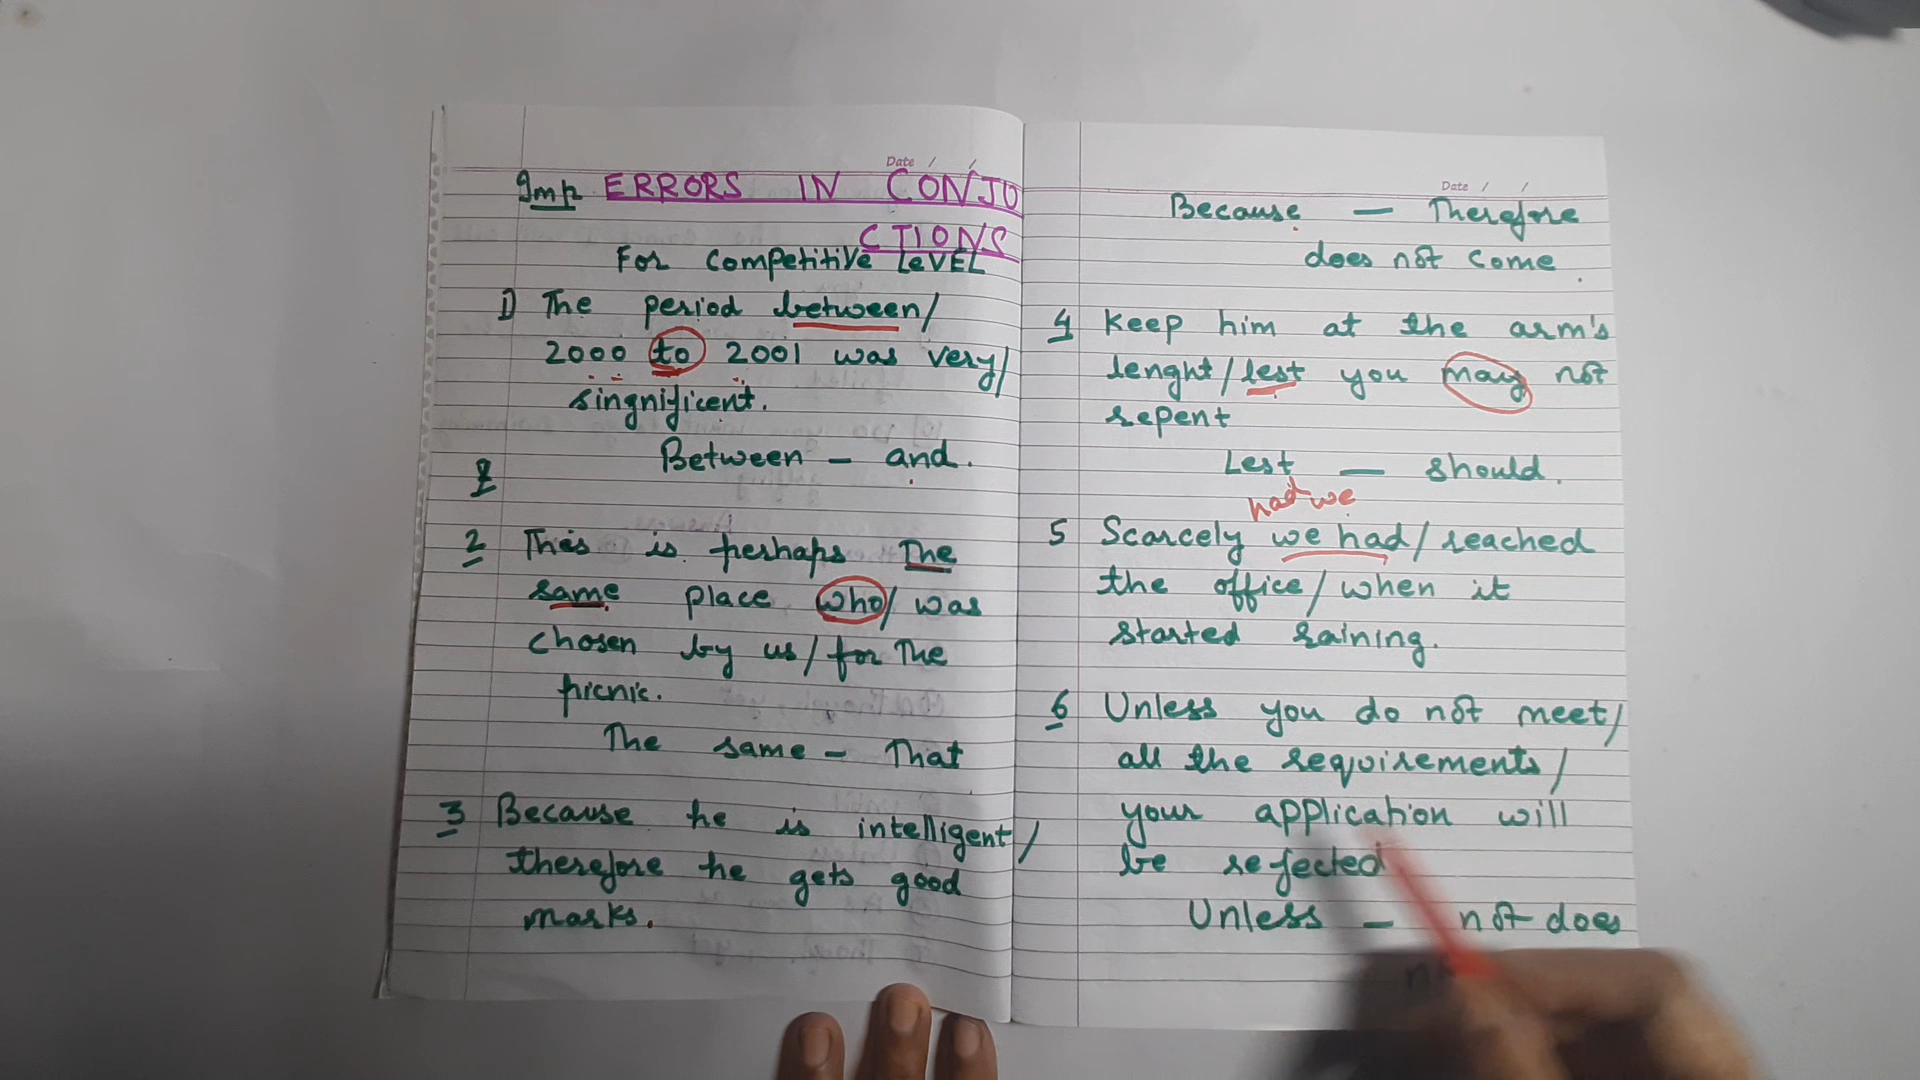 Date / /
Imp ERRORS IN CONJU
CTIONS
For Competitive LeVEL
1) The period between/
2000 to 2001 was very/
singnificent.
Between - and.
2 This is perhaps The
same place who/ was
chosen by us/ for The
picnic.
The same - That
3 Because he is intelligent/
therefore he gets good
marks.
Date / /
Because - Therefore
does not come.
4 Keep him at the arm's
lenght/ lest you may not
repent
Lest - should.
had we
5 Scarcely we had/ reached
the office/ when it
started raining.
6 Unless you do not meet/
all the requirements/
your application will
be rejected
Unless - not does